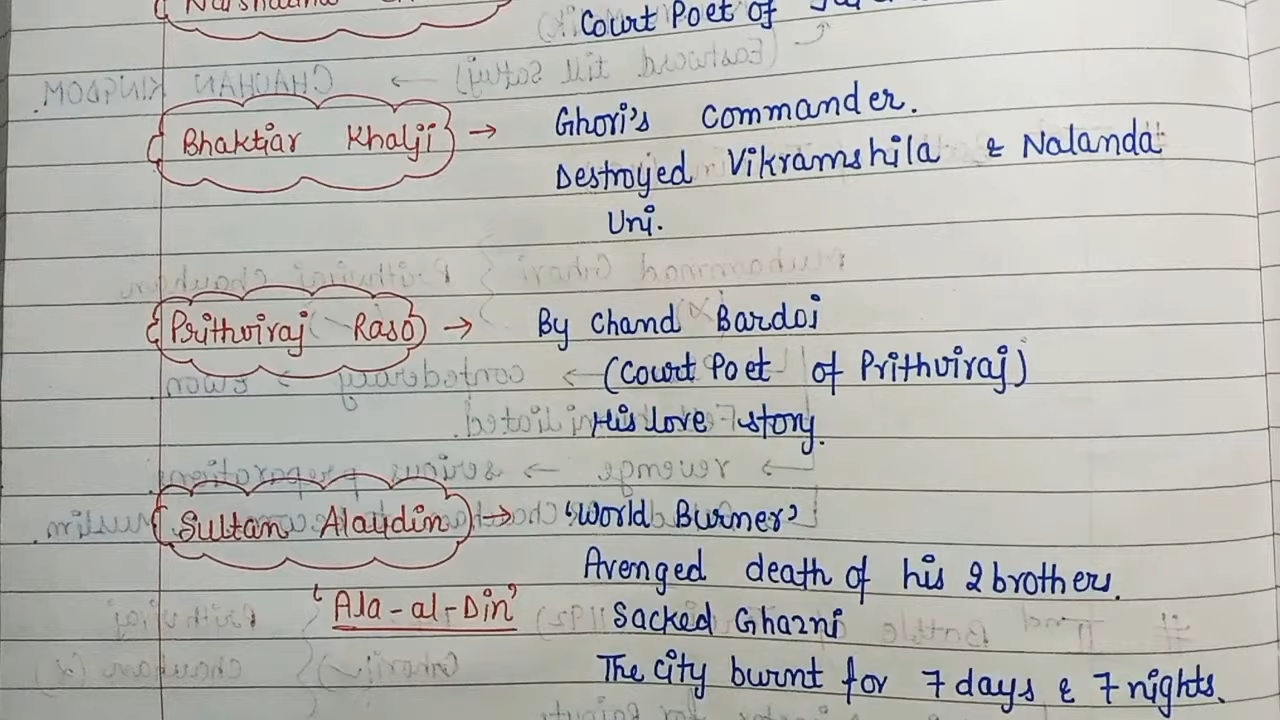 Court Poet of
Bhaktiar Khalji → Ghori's Commander.
Destroyed Vikramshila & Nalanda
Uni.
Prithviraj Raso → By Chand Bardoi
(Court Poet of Prithviraj)
His love story.
Sultan Alaudin → 'World Burner'
Avenged death of his 2 brothers.
'Ala-al-Din' Sacked Ghazni
The city burnt for 7 days & 7 nights.